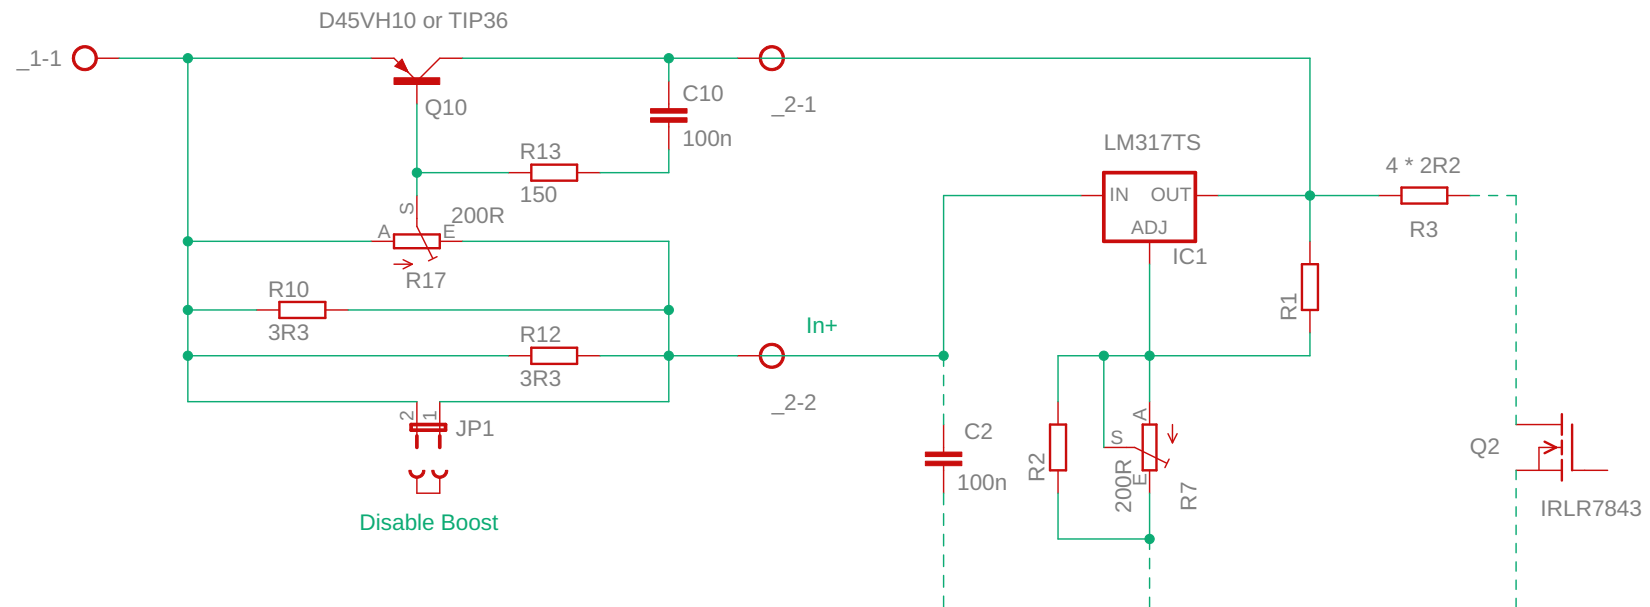 D45VH10 or TIP36
_1-1
Q10
C10
100n
_2-1
R13
150
LM317TS
IN OUT
ADJ
IC1
4 * 2R2
R3
S
200R
A
E
R17
R10
3R3
R12
3R3
In+
_2-2
R1
2
1
JP1
Disable Boost
C2
100n
R2
S
A
E
200R
R7
Q2
IRLR7843